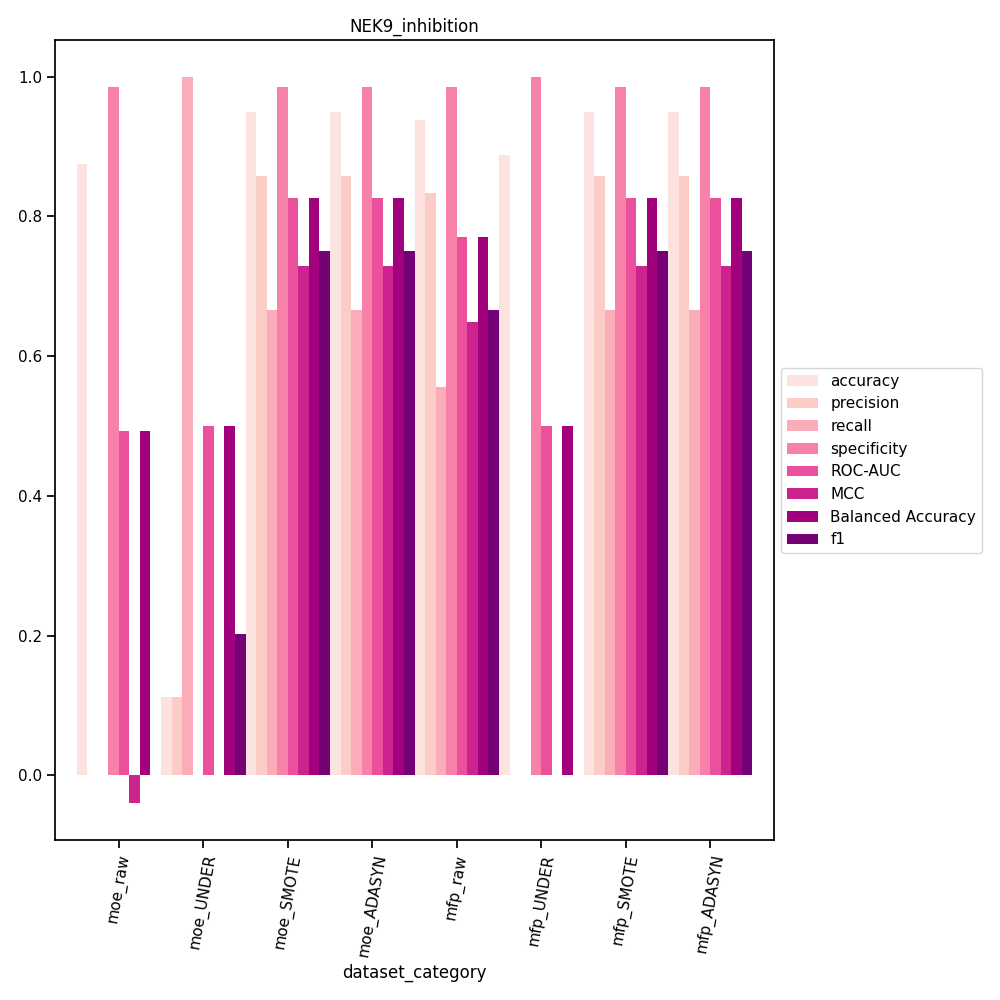 NEK9_inhibition
1.0
0.8
0.6
0.4
0.2
0.0
accuracy
precision
recall
specificity
ROC-AUC
MCC
Balanced Accuracy
f1
moe_raw
moe_UNDER
moe_SMOTE
moe_ADASYN
mfp_raw
mfp_UNDER
mfp_SMOTE
mfp_ADASYN
dataset_category